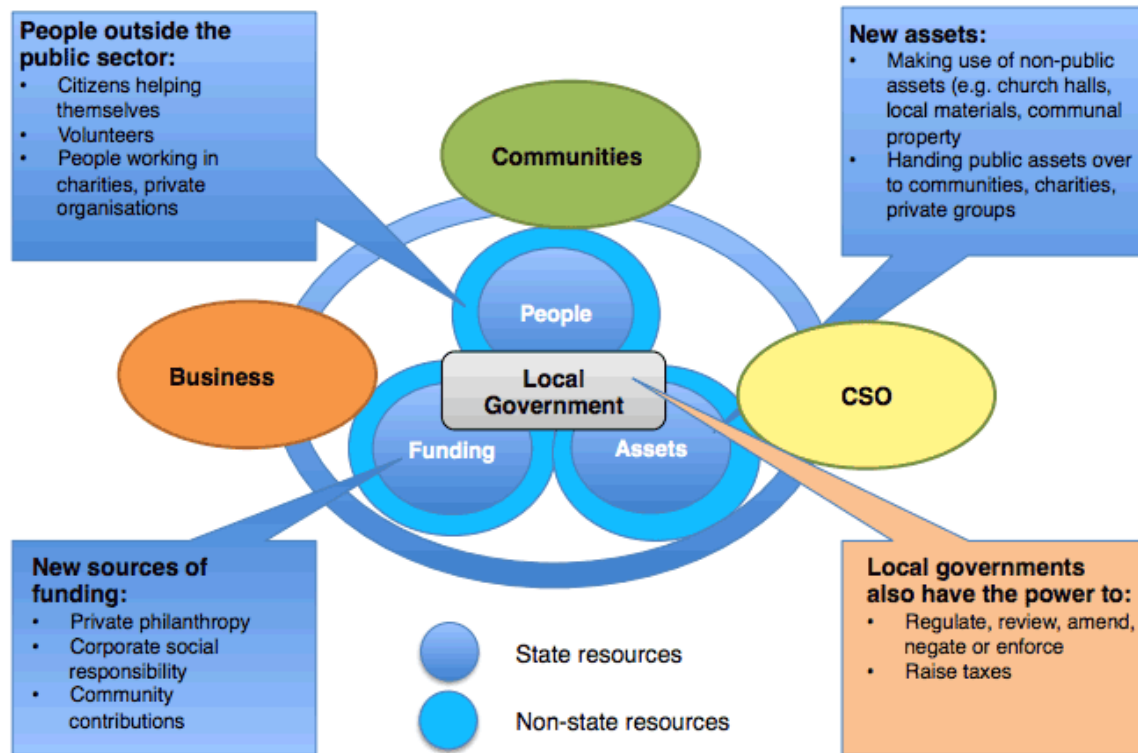 People outside the
public sector:
• Citizens helping
themselves
• Volunteers
• People working in
charities, private
organisations
New assets:
• Making use of non-public
assets (e.g. church halls,
local materials, communal
property
• Handing public assets over
to communities, charities,
private groups
Communities
People
Business
Local
Government
CSO
Funding
Assets
New sources of
funding:
• Private philanthropy
• Corporate social
responsibility
• Community
contributions
State resources
Non-state resources
Local governments
also have the power to:
• Regulate, review, amend,
negate or enforce
• Raise taxes